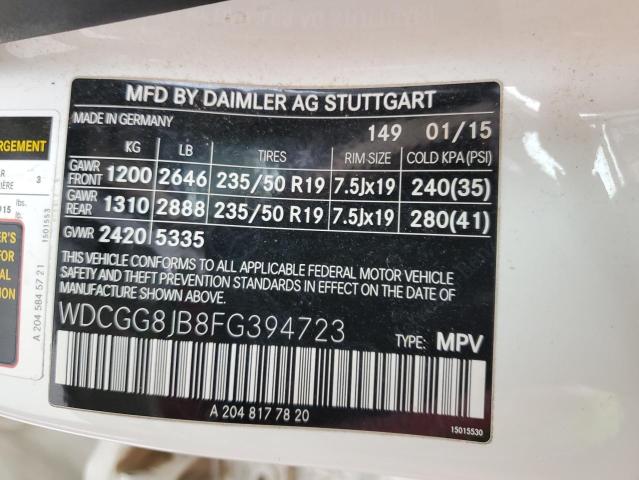 MFD BY DAIMLER AG STUTTGART
MADE IN GERMANY 149 01/15
KG LB TIRES RIM SIZE COLD KPA (PSI)
GAWR FRONT 1200 2646 235/50 R19 7.5Jx19 240(35)
GAWR REAR 1310 2888 235/50 R19 7.5Jx19 280(41)
GVWR 2420 5335
THIS VEHICLE CONFORMS TO ALL APPLICABLE FEDERAL MOTOR VEHICLE
SAFETY AND THEFT PREVENTION STANDARDS IN EFFECT ON THE DATE OF
MANUFACTURE SHOWN ABOVE.
WDCGG8JB8FG394723
TYPE: MPV
A 204 817 78 20
15015530
3
lbs.
1501553
FOR
A 204 584 57 21